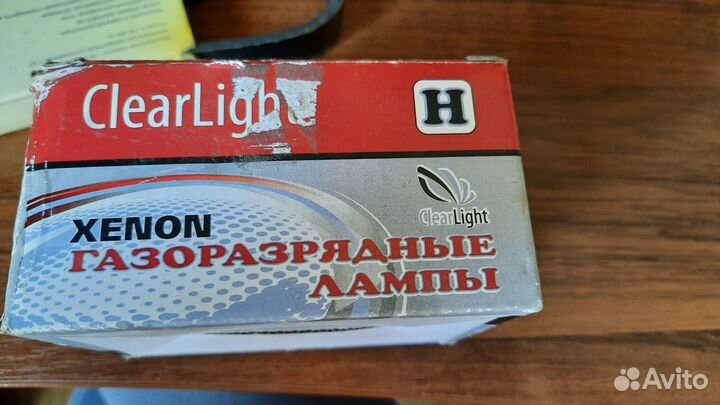 ClearLight
H
ClearLight
XENON
ГАЗОРАЗРЯДНЫЕ
ЛАМПЫ
Avito